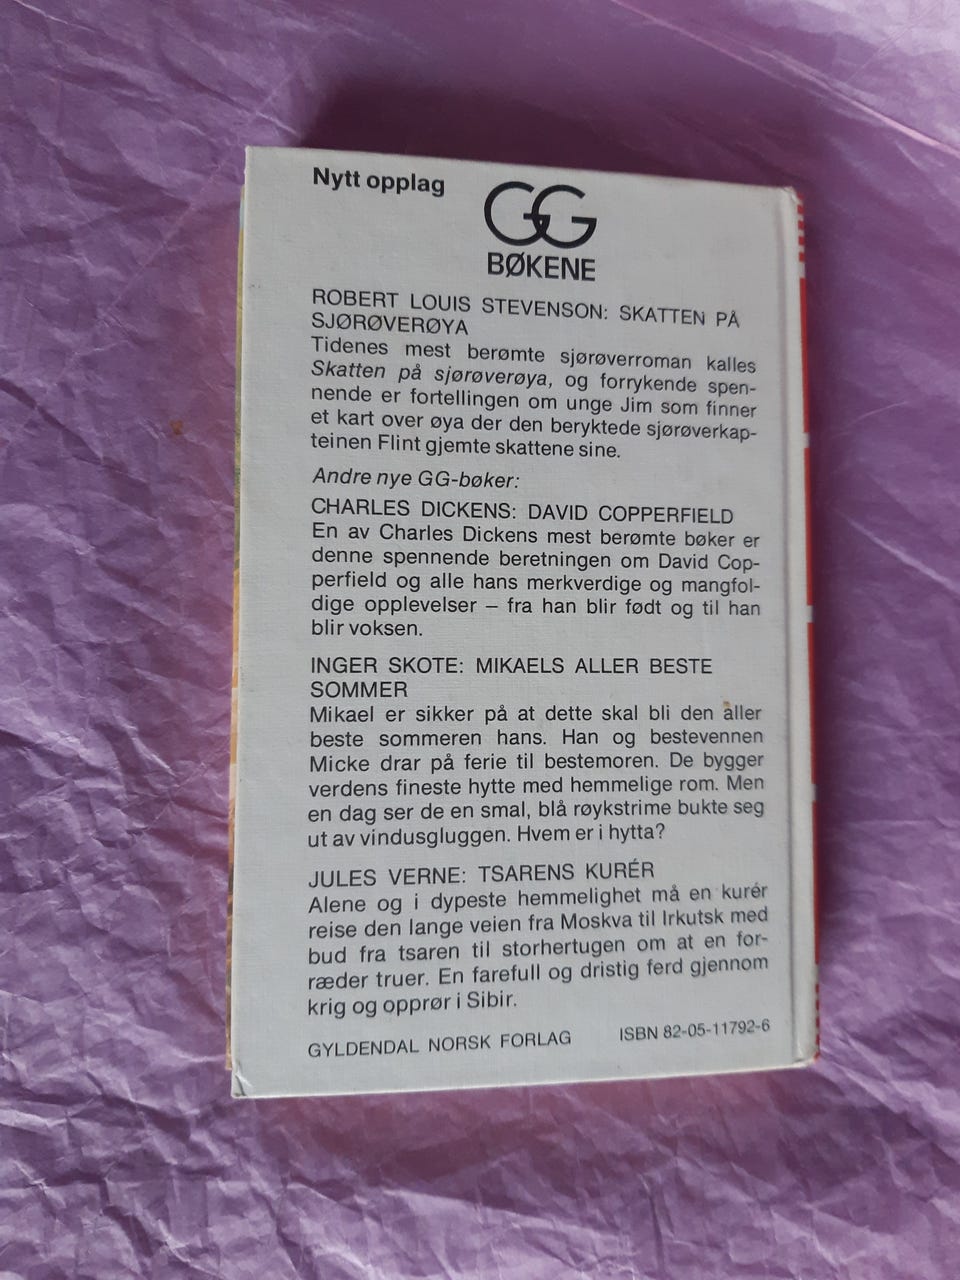 Nytt opplag
GG
BØKENE
ROBERT LOUIS STEVENSON: SKATTEN PÅ
SJØRØVERØYA
Tidenes mest berømte sjørøverroman kalles
Skatten på sjørøverøya, og forrykende spen-
nende er fortellingen om unge Jim som finner
et kart over øya der den beryktede sjørøverkap-
teinen Flint gjemte skattene sine.
Andre nye GG-bøker:
CHARLES DICKENS: DAVID COPPERFIELD
En av Charles Dickens mest berømte bøker er
denne spennende beretningen om David Cop-
perfield og alle hans merkverdige og mangfol-
dige opplevelser – fra han blir født og til han
blir voksen.
INGER SKOTE: MIKAELS ALLER BESTE
SOMMER
Mikael er sikker på at dette skal bli den aller
beste sommeren hans. Han og bestevennen
Micke drar på ferie til bestemoren. De bygger
verdens fineste hytte med hemmelige rom. Men
en dag ser de en smal, blå røykstrime bukte seg
ut av vindusgluggen. Hvem er i hytta?
JULES VERNE: TSARENS KURÉR
Alene og i dypeste hemmelighet må en kurér
reise den lange veien fra Moskva til Irkutsk med
bud fra tsaren til storhertugen om at en for-
ræder truer. En farefull og dristig ferd gjennom
krig og opprør i Sibir.
GYLDENDAL NORSK FORLAG ISBN 82-05-11792-6